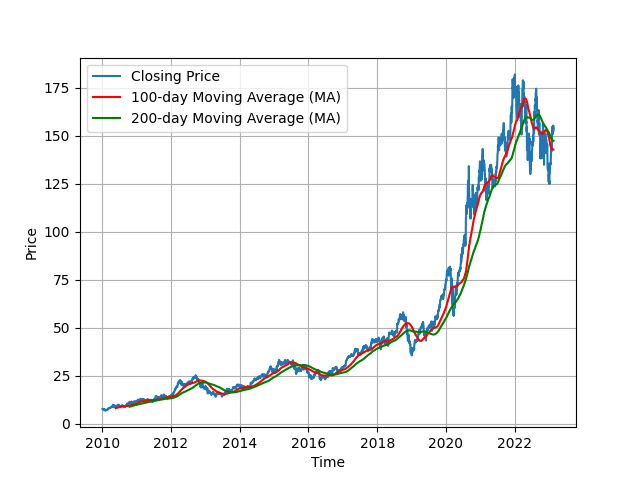 Closing Price
100-day Moving Average (MA)
200-day Moving Average (MA)
175
150
125
100
75
50
25
0
Price
2010 2012 2014 2016 2018 2020 2022
Time